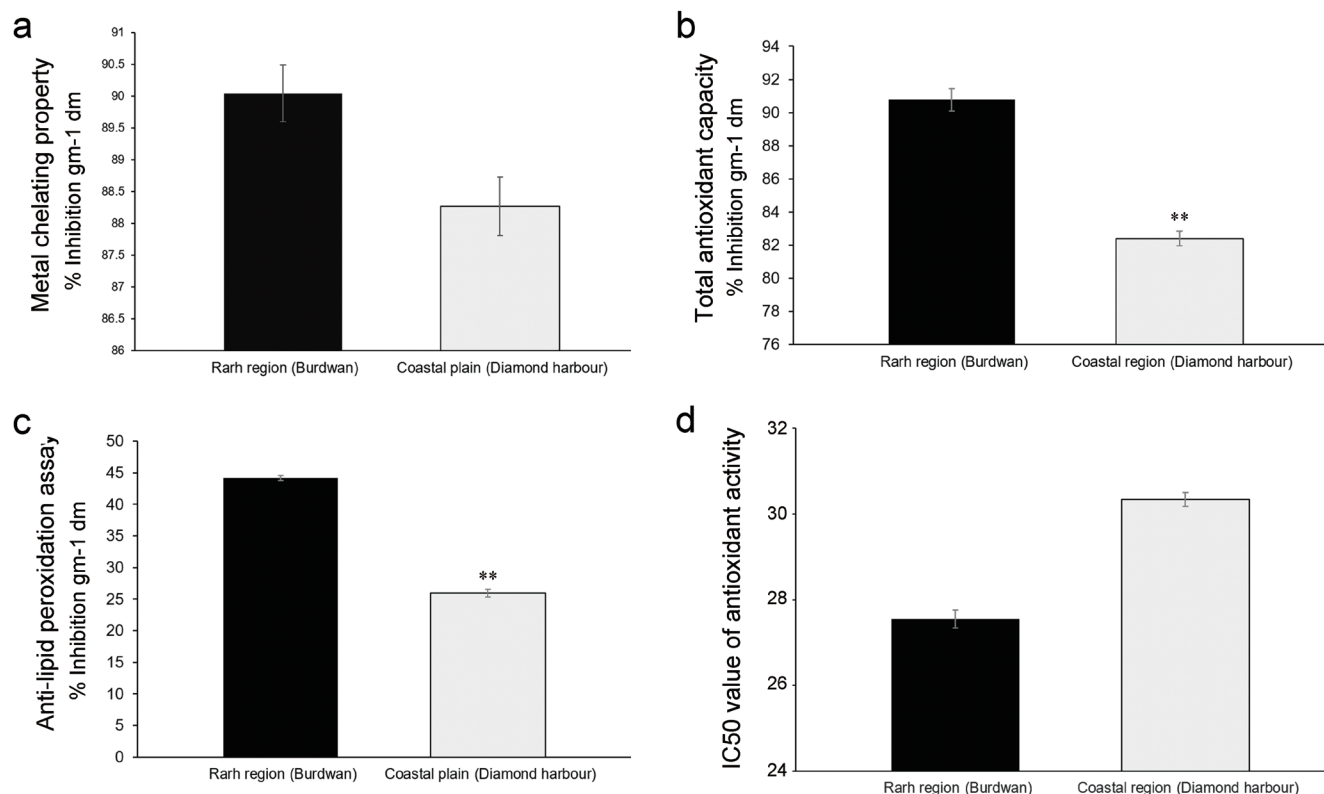 a
Metal chelating property
% Inhibition gm-1 dm
91
90.5
90
89.5
89
88.5
88
87.5
87
86.5
86
Rarh region (Burdwan)
Coastal plain (Diamond harbour)
b
Total antioxidant capacity
% Inhibition gm-1 dm
94
92
90
88
86
84
82
80
78
76
**
Rarh region (Burdwan)
Coastal region (Diamond harbour)
c
Anti-lipid peroxidation assay
% Inhibition gm-1 dm
50
45
40
35
30
25
20
15
10
5
0
**
Rarh region (Burdwan)
Coastal plain (Diamond harbour)
d
IC50 value of antioxidant activity
32
30
28
26
24
Rarh region (Burdwan)
Coastal region (Diamond harbour)